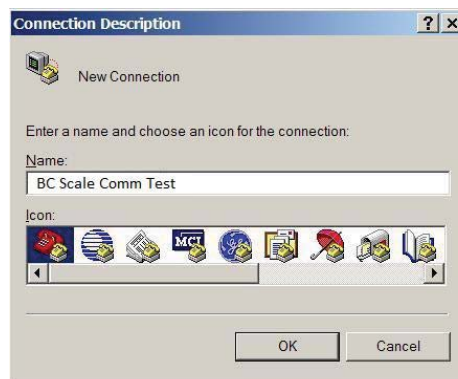 Connection Description
New Connection
Enter a name and choose an icon for the connection:
Name:
BC Scale Comm Test
Icon:
MCI
OK Cancel